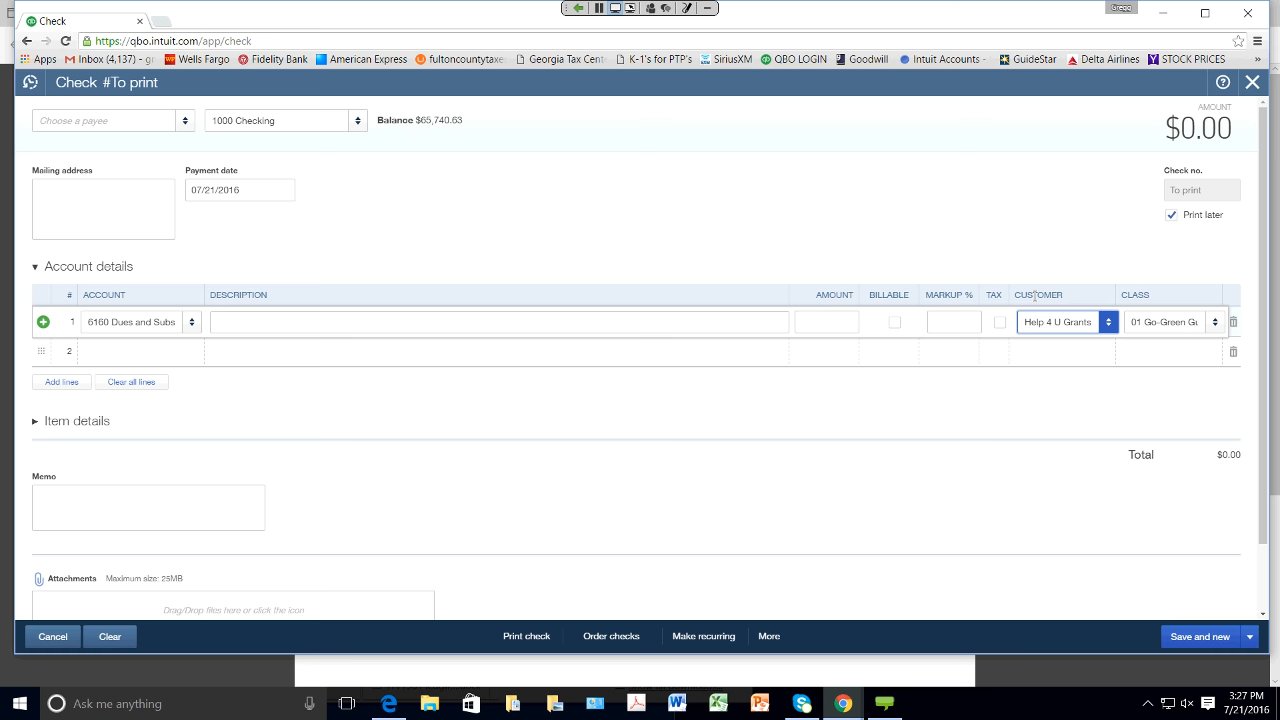 Gregg
Check
https://qbo.intuit.com/app/check
Apps Inbox (4,137) - gr Wells Fargo Fidelity Bank American Express fultoncountytaxes Georgia Tax Center K-1's for PTP's SiriusXM QBO LOGIN Goodwill Intuit Accounts - GuideStar Delta Airlines STOCK PRICES »
Check #To print
AMOUNT
Choose a payee 1000 Checking Balance $65,740.63
$0.00
Mailing address Payment date Check no.
07/21/2016 To print
Print later
Account details
# ACCOUNT DESCRIPTION AMOUNT BILLABLE MARKUP % TAX CUSTOMER CLASS
1 6160 Dues and Subs Help 4 U Grants 01 Go-Green Gu
2
Add lines Clear all lines
Item details
Total $0.00
Memo
Attachments Maximum size: 25MB
Drag/Drop files here or click the icon
Cancel Clear Print check Order checks Make recurring More Save and new
Ask me anything
3:27 PM
7/21/2016